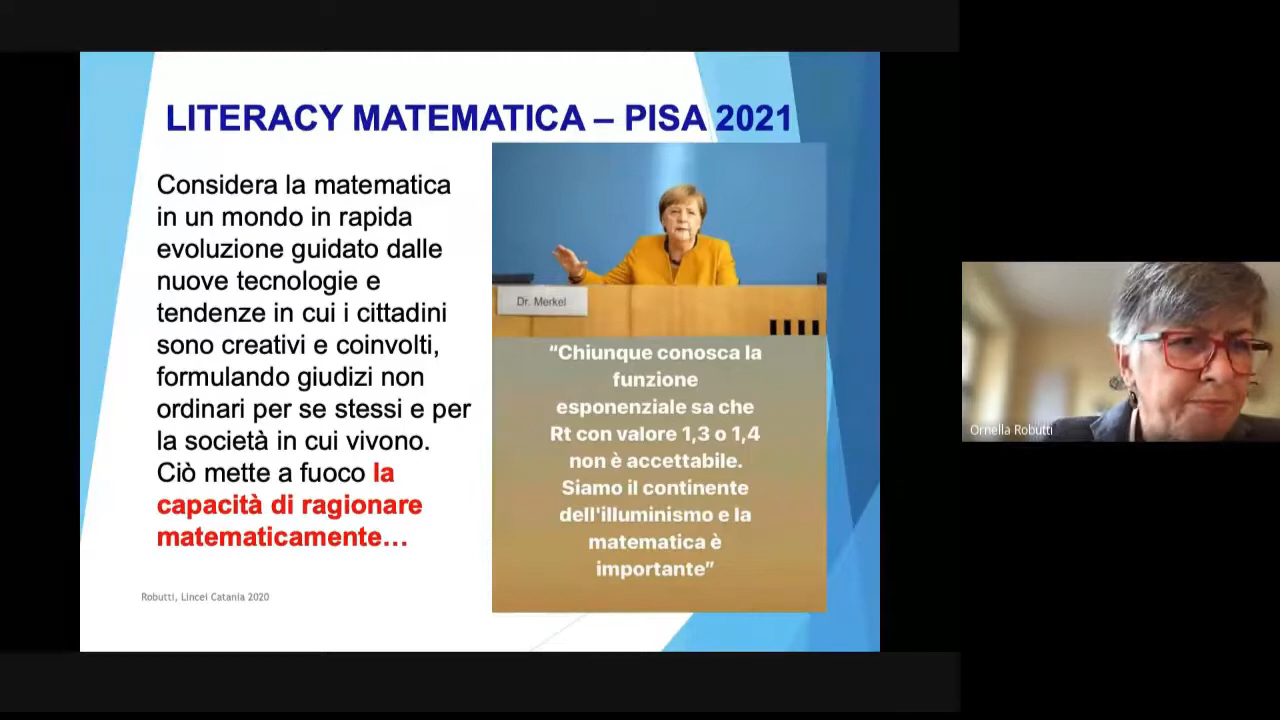 LITERACY MATEMATICA – PISA 2021
Considera la matematica
in un mondo in rapida
evoluzione guidato dalle
nuove tecnologie e
tendenze in cui i cittadini
sono creativi e coinvolti,
formulando giudizi non
ordinari per se stessi e per
la società in cui vivono.
Ciò mette a fuoco la
capacità di ragionare
matematicamente…
Dr. Merkel
“Chiunque conosca la
funzione
esponenziale sa che
Rt con valore 1,3 o 1,4
non è accettabile.
Siamo il continente
dell'illuminismo e la
matematica è
importante”
Robutti, Lincei Catania 2020
Ornella Robutti